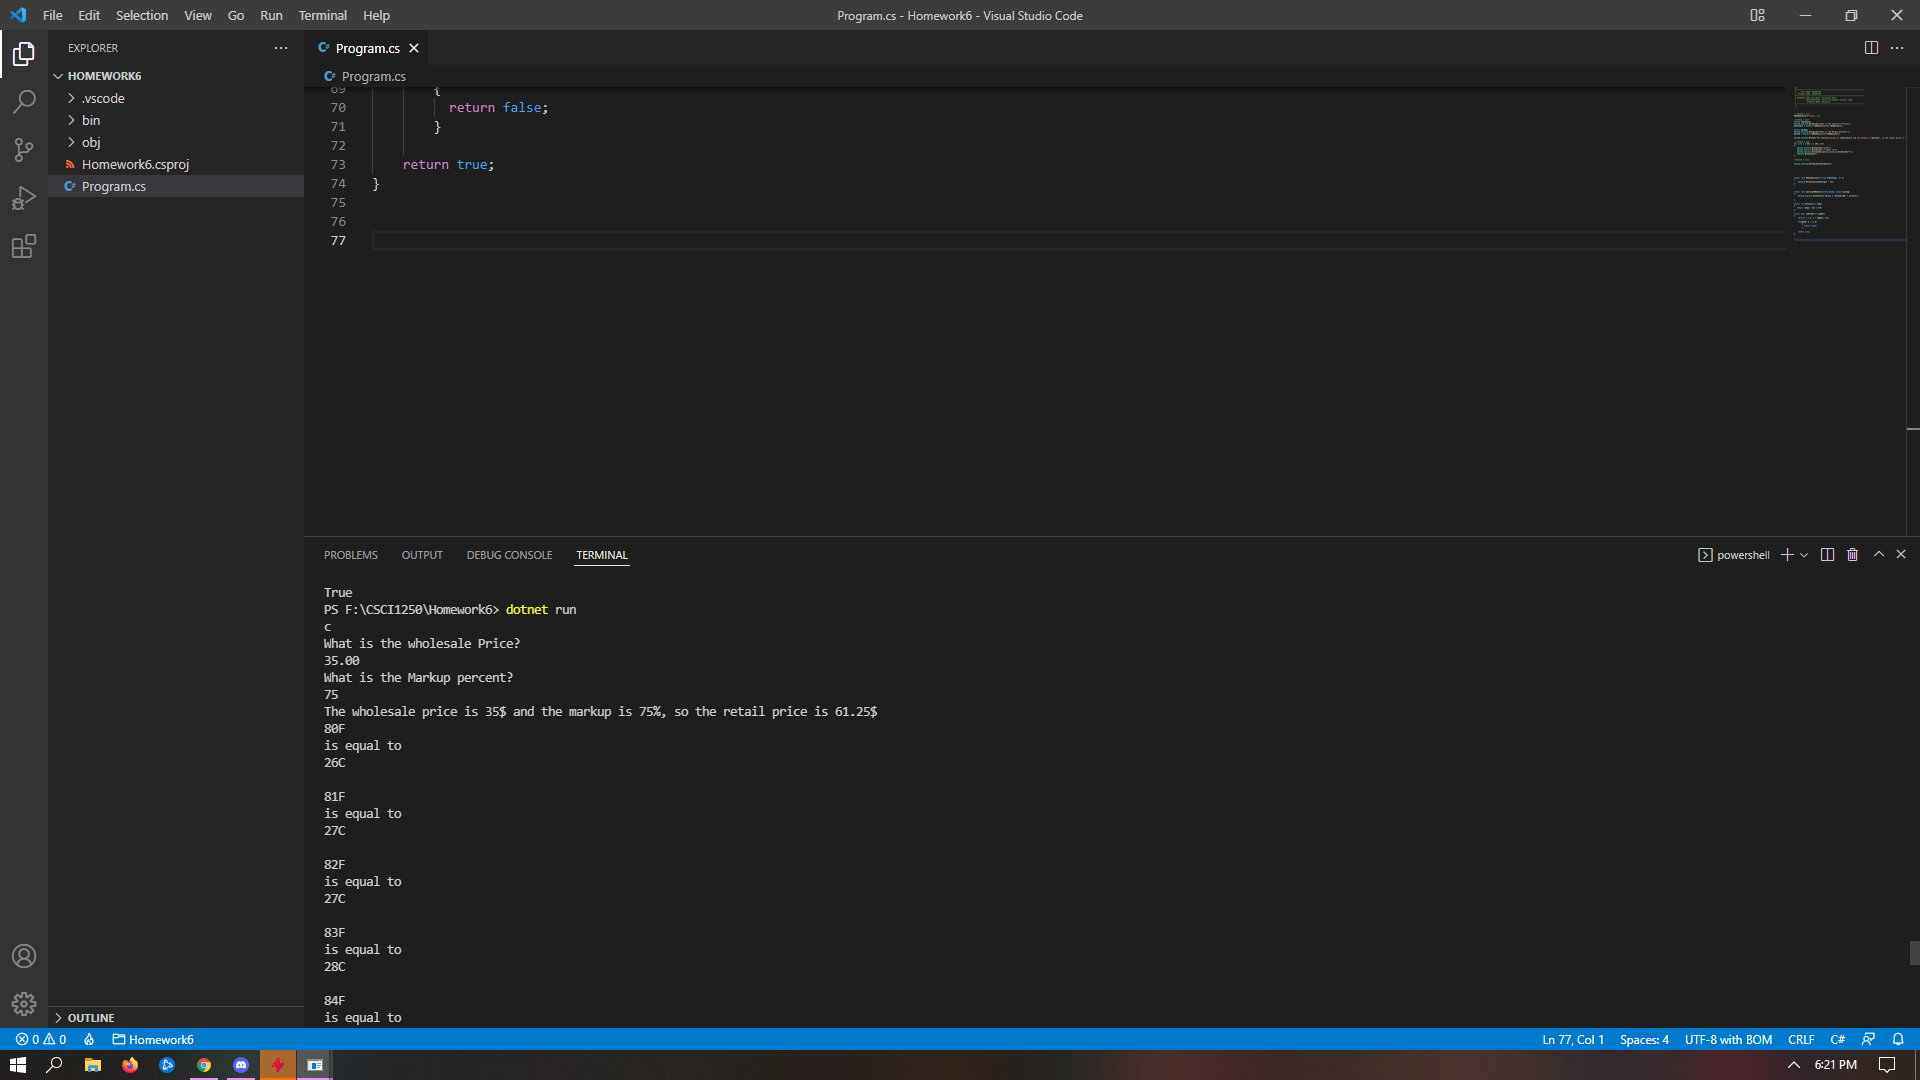 File Edit Selection View Go Run Terminal Help
Program.cs - Homework6 - Visual Studio Code
EXPLORER
HOMEWORK6
.vscode
bin
obj
Homework6.csproj
C# Program.cs
OUTLINE
C# Program.cs
C# Program.cs
69 {
70 return false;
71 }
72
73 return true;
74 }
75
76
77
PROBLEMS OUTPUT DEBUG CONSOLE TERMINAL
powershell
True
PS F:\CSCI1250\Homework6> dotnet run
c
What is the wholesale Price?
35.00
What is the Markup percent?
75
The wholesale price is 35$ and the markup is 75%, so the retail price is 61.25$
80F
is equal to
26C
81F
is equal to
27C
82F
is equal to
27C
83F
is equal to
28C
84F
is equal to
0 0 Homework6
Ln 77, Col 1 Spaces: 4 UTF-8 with BOM CRLF C#
6:21 PM